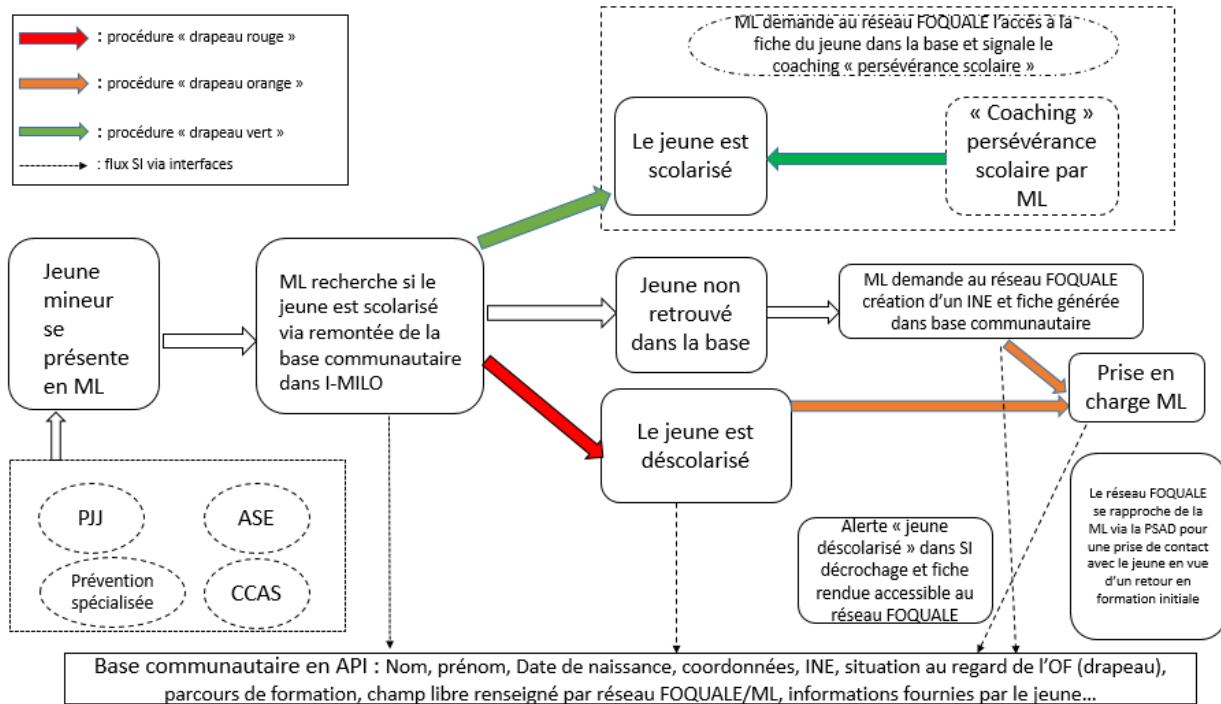 : procédure « drapeau rouge »
: procédure « drapeau orange »
: procédure « drapeau vert »
: flux SI via interfaces
ML demande au réseau FOQUALE l’accès à la
fiche du jeune dans la base et signale le
coaching « persévérance scolaire »
Le jeune est
scolarisé
« Coaching »
persévérance
scolaire par
ML
Jeune
mineur
se
présente
en ML
ML recherche si le
jeune est scolarisé
via remontée de la
base communautaire
dans I-MILO
Jeune non
retrouvé
dans la base
ML demande au réseau FOQUALE
création d’un INE et fiche générée
dans base communautaire
Prise en
charge ML
Le jeune est
déscolarisé
PJJ
ASE
Prévention
spécialisée
CCAS
Alerte « jeune
déscolarisé » dans SI
décrochage et fiche
rendue accessible au
réseau FOQUALE
Le réseau FOQUALE
se rapproche de la
ML via la PSAD pour
une prise de contact
avec le jeune en vue
d’un retour en
formation initiale
Base communautaire en API : Nom, prénom, Date de naissance, coordonnées, INE, situation au regard de l’OF (drapeau),
parcours de formation, champ libre renseigné par réseau FOQUALE/ML, informations fournies par le jeune...